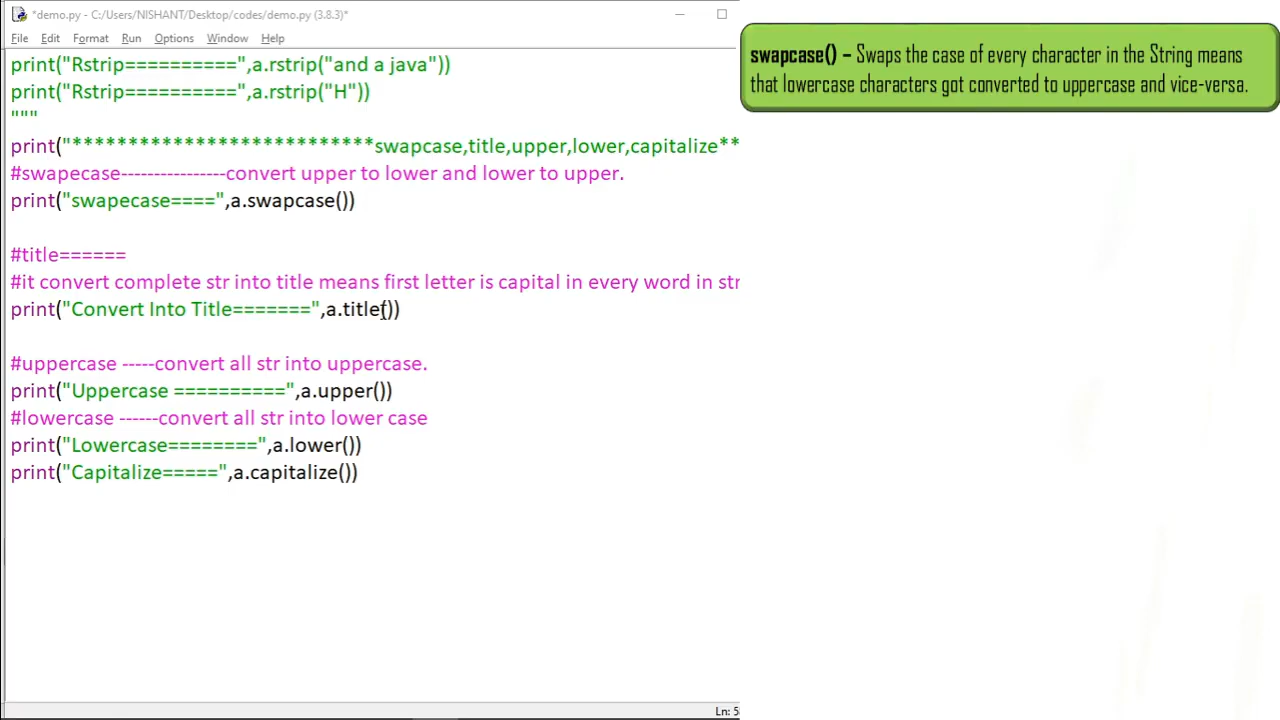 *demo.py - C:/Users/NISHANT/Desktop/codes/demo.py (3.8.3)*
File Edit Format Run Options Window Help
print("Rstrip==========",a.rstrip("and a java"))
print("Rstrip==========",a.rstrip("H"))
"""
print("***************************swapcase,title,upper,lower,capitalize**
#swapecase----------------convert upper to lower and lower to upper.
print("swapecase====",a.swapcase())
#title======
#it convert complete str into title means first letter is capital in every word in str
print("Convert Into Title=======",a.title())
#uppercase -----convert all str into uppercase.
print("Uppercase ==========",a.upper())
#lowercase ------convert all str into lower case
print("Lowercase========",a.lower())
print("Capitalize=====",a.capitalize())
Ln: 5
swapcase() – Swaps the case of every character in the String means
that lowercase characters got converted to uppercase and vice-versa.